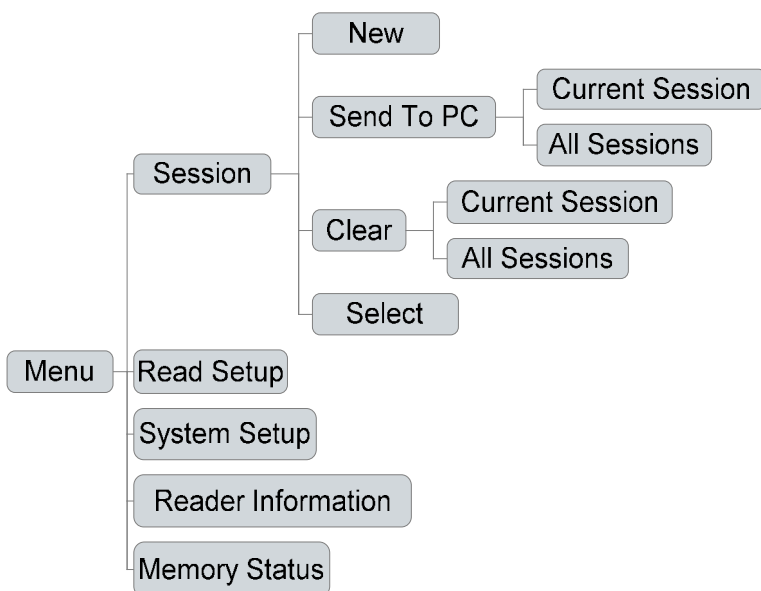 New
Send To PC
Current Session
All Sessions
Session
Clear
Current Session
All Sessions
Select
Menu
Read Setup
System Setup
Reader Information
Memory Status